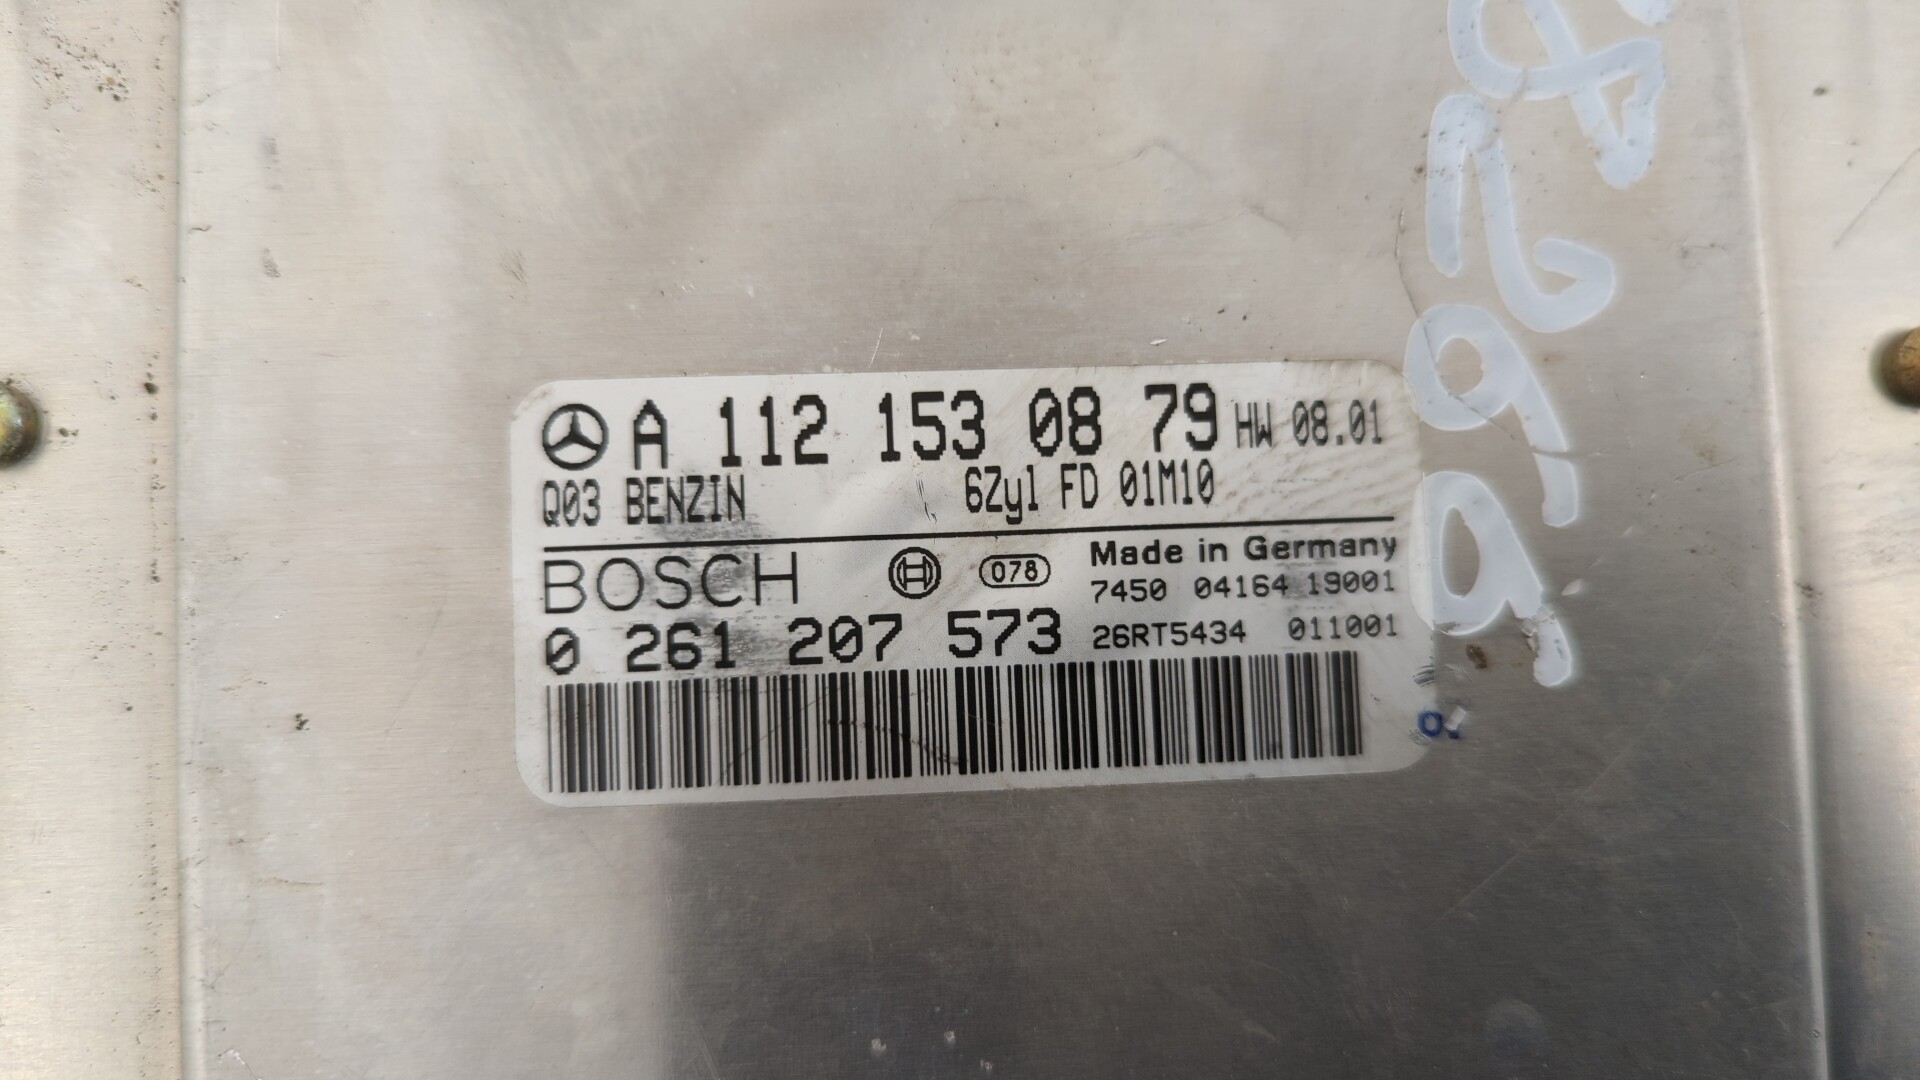 A 112 153 08 79 HW 08.01
Q03 BENZIN 6Zyl FD 01M10
BOSCH 078 Made in Germany
7450 04164 19001
0 261 207 573 26RT5434 011001